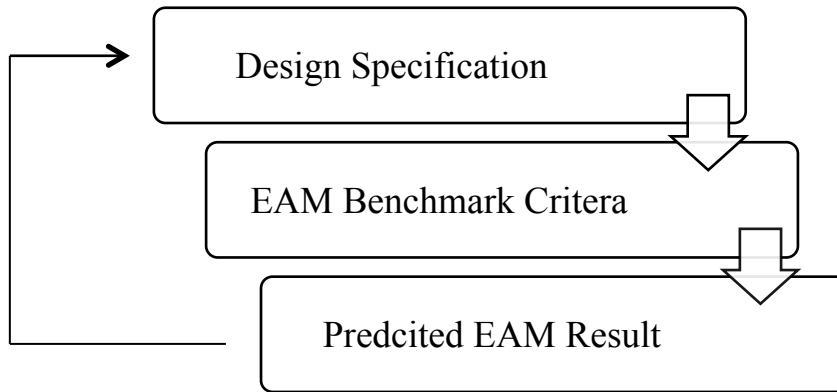 Design Specification
EAM Benchmark Critera
Predcited EAM Result